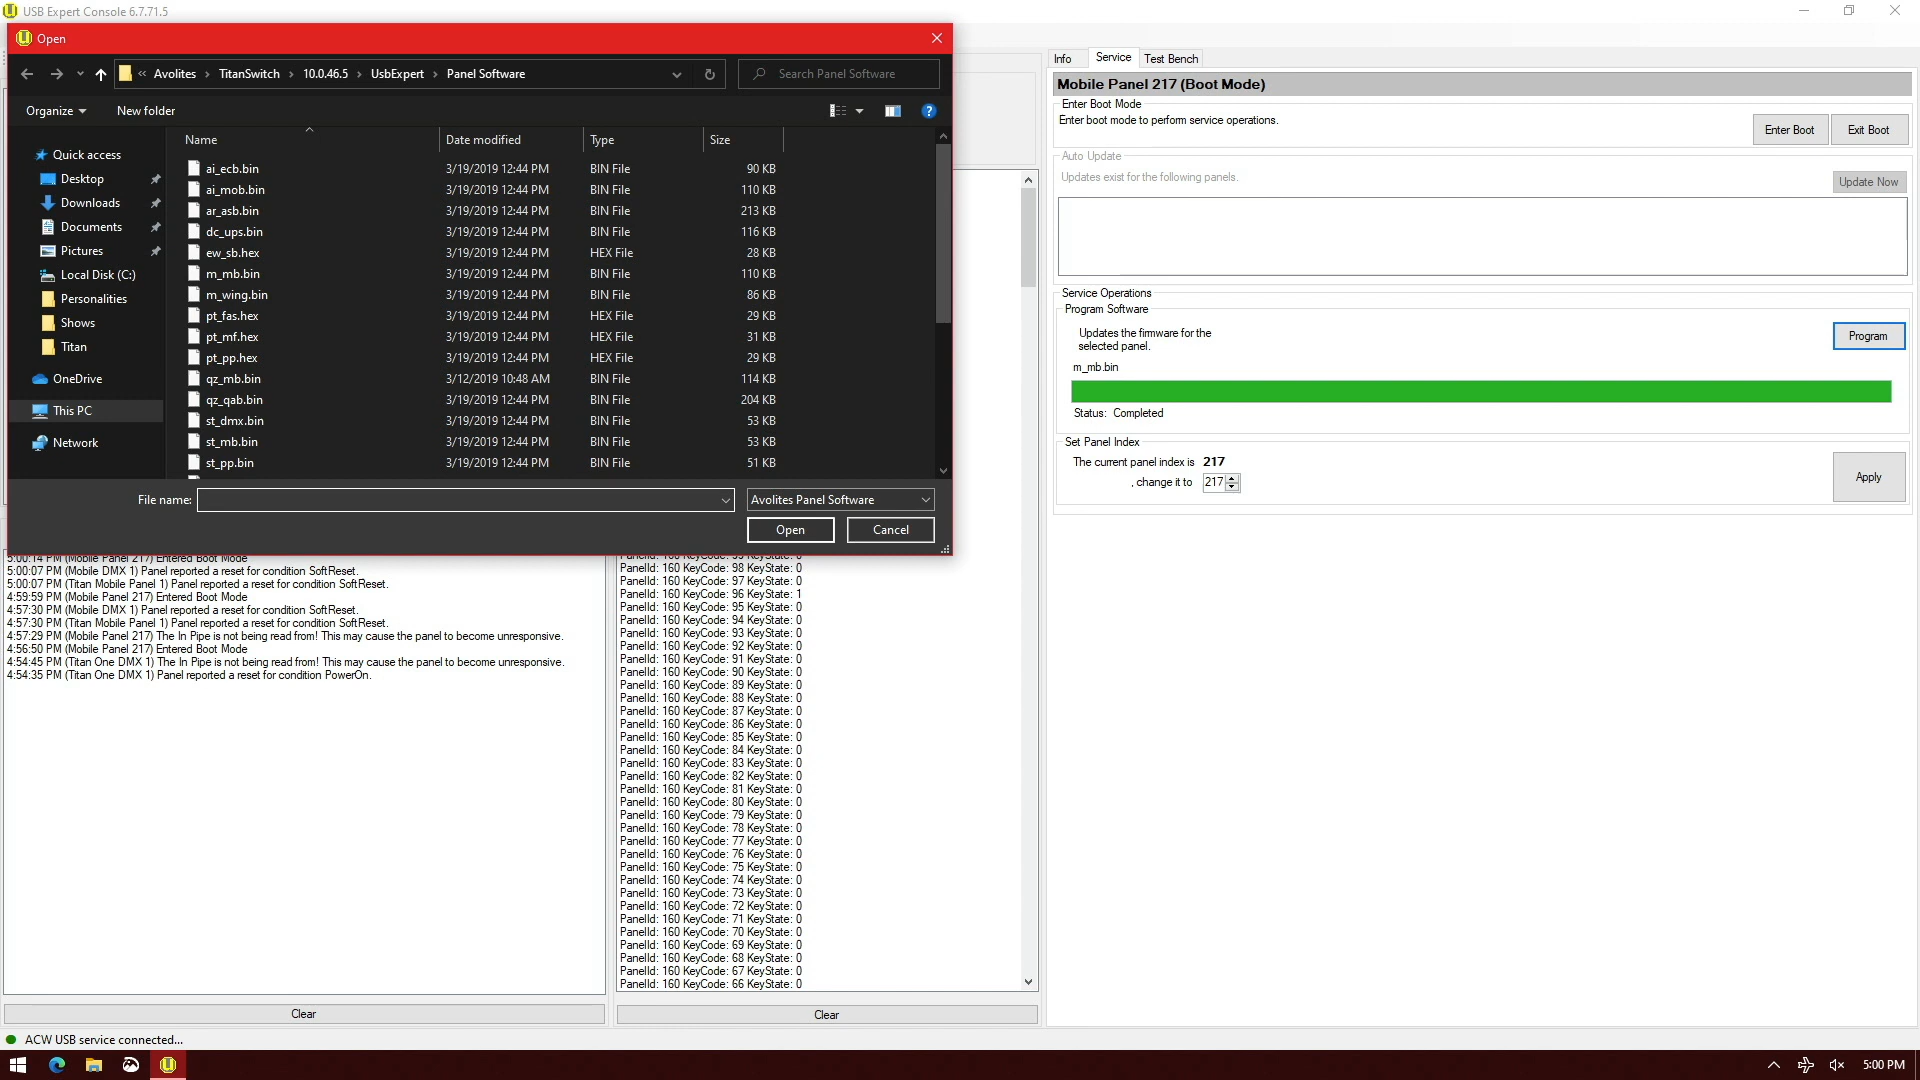 USB Expert Console 6.7.71.5
Open
« Avolites › TitanSwitch › 10.0.46.5 › UsbExpert › Panel Software
Search Panel Software
Organize
New folder
Quick access
Desktop
Downloads
Documents
Pictures
Local Disk (C:)
Personalities
Shows
Titan
OneDrive
This PC
Network
Name Date modified Type Size
ai_ecb.bin 3/19/2019 12:44 PM BIN File 90 KB
ai_mob.bin 3/19/2019 12:44 PM BIN File 110 KB
ar_asb.bin 3/19/2019 12:44 PM BIN File 213 KB
dc_ups.bin 3/19/2019 12:44 PM BIN File 116 KB
ew_sb.hex 3/19/2019 12:44 PM HEX File 28 KB
m_mb.bin 3/19/2019 12:44 PM BIN File 110 KB
m_wing.bin 3/19/2019 12:44 PM BIN File 86 KB
pt_fas.hex 3/19/2019 12:44 PM HEX File 29 KB
pt_mf.hex 3/19/2019 12:44 PM HEX File 31 KB
pt_pp.hex 3/19/2019 12:44 PM HEX File 29 KB
qz_mb.bin 3/12/2019 10:48 AM BIN File 114 KB
qz_qab.bin 3/19/2019 12:44 PM BIN File 204 KB
st_dmx.bin 3/19/2019 12:44 PM BIN File 53 KB
st_mb.bin 3/19/2019 12:44 PM BIN File 53 KB
st_pp.bin 3/19/2019 12:44 PM BIN File 51 KB
File name:
Avolites Panel Software
Open
Cancel
5:00:14 PM (Mobile Panel 217) Entered Boot Mode
5:00:07 PM (Mobile DMX 1) Panel reported a reset for condition SoftReset.
5:00:07 PM (Titan Mobile Panel 1) Panel reported a reset for condition SoftReset.
4:59:59 PM (Mobile Panel 217) Entered Boot Mode
4:57:30 PM (Mobile DMX 1) Panel reported a reset for condition SoftReset.
4:57:30 PM (Titan Mobile Panel 1) Panel reported a reset for condition SoftReset.
4:57:29 PM (Mobile Panel 217) The In Pipe is not being read from! This may cause the panel to become unresponsive.
4:56:50 PM (Mobile Panel 217) Entered Boot Mode
4:54:45 PM (Titan One DMX 1) The In Pipe is not being read from! This may cause the panel to become unresponsive.
4:54:35 PM (Titan One DMX 1) Panel reported a reset for condition PowerOn.
Clear
PanelId: 160 KeyCode: 99 KeyState: 0
PanelId: 160 KeyCode: 98 KeyState: 0
PanelId: 160 KeyCode: 97 KeyState: 0
PanelId: 160 KeyCode: 96 KeyState: 1
PanelId: 160 KeyCode: 95 KeyState: 0
PanelId: 160 KeyCode: 94 KeyState: 0
PanelId: 160 KeyCode: 93 KeyState: 0
PanelId: 160 KeyCode: 92 KeyState: 0
PanelId: 160 KeyCode: 91 KeyState: 0
PanelId: 160 KeyCode: 90 KeyState: 0
PanelId: 160 KeyCode: 89 KeyState: 0
PanelId: 160 KeyCode: 88 KeyState: 0
PanelId: 160 KeyCode: 87 KeyState: 0
PanelId: 160 KeyCode: 86 KeyState: 0
PanelId: 160 KeyCode: 85 KeyState: 0
PanelId: 160 KeyCode: 84 KeyState: 0
PanelId: 160 KeyCode: 83 KeyState: 0
PanelId: 160 KeyCode: 82 KeyState: 0
PanelId: 160 KeyCode: 81 KeyState: 0
PanelId: 160 KeyCode: 80 KeyState: 0
PanelId: 160 KeyCode: 79 KeyState: 0
PanelId: 160 KeyCode: 78 KeyState: 0
PanelId: 160 KeyCode: 77 KeyState: 0
PanelId: 160 KeyCode: 76 KeyState: 0
PanelId: 160 KeyCode: 75 KeyState: 0
PanelId: 160 KeyCode: 74 KeyState: 0
PanelId: 160 KeyCode: 73 KeyState: 0
PanelId: 160 KeyCode: 72 KeyState: 0
PanelId: 160 KeyCode: 71 KeyState: 0
PanelId: 160 KeyCode: 70 KeyState: 0
PanelId: 160 KeyCode: 69 KeyState: 0
PanelId: 160 KeyCode: 68 KeyState: 0
PanelId: 160 KeyCode: 67 KeyState: 0
PanelId: 160 KeyCode: 66 KeyState: 0
Clear
Info Service Test Bench
Mobile Panel 217 (Boot Mode)
Enter Boot Mode
Enter boot mode to perform service operations.
Enter Boot
Exit Boot
Auto Update
Updates exist for the following panels.
Update Now
Service Operations
Program Software
Updates the firmware for the
selected panel.
Program
m_mb.bin
Status: Completed
Set Panel Index
The current panel index is 217
, change it to 217
Apply
ACW USB service connected...
5:00 PM